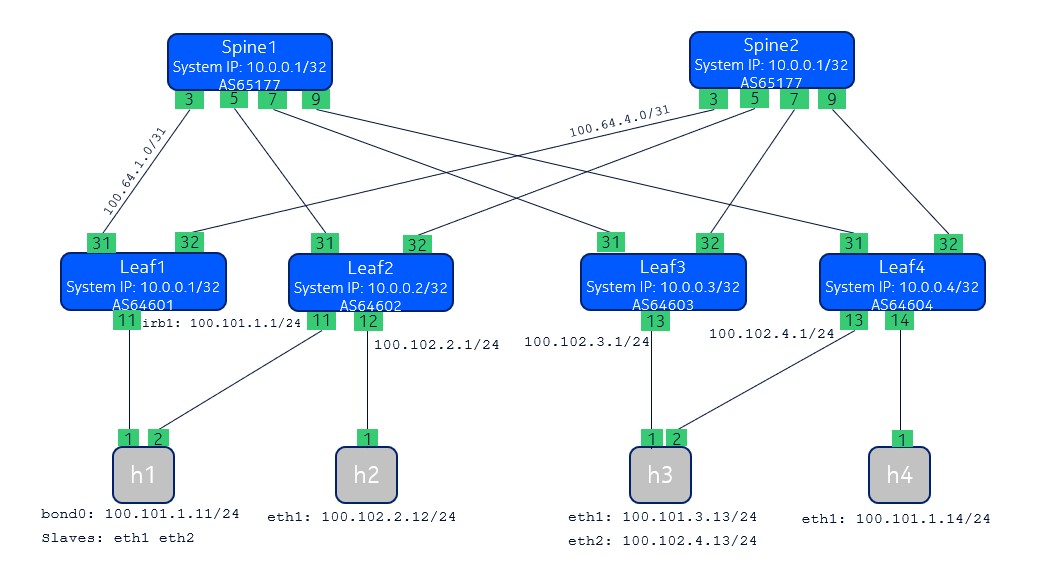 Spine1
System IP: 10.0.0.1/32
AS65177
3
5
7
9
Spine2
System IP: 10.0.0.1/32
AS65177
3
5
7
9
100.64.1.0/31
100.64.4.0/31
31
32
Leaf1
System IP: 10.0.0.1/32
AS64601
11
irb1: 100.101.1.1/24
31
32
Leaf2
System IP: 10.0.0.2/32
AS64602
11
12
100.102.2.1/24
31
32
Leaf3
System IP: 10.0.0.3/32
AS64603
13
100.102.3.1/24
31
32
Leaf4
System IP: 10.0.0.4/32
AS64604
13
14
100.102.4.1/24
1
2
h1
bond0: 100.101.1.11/24
Slaves: eth1 eth2
1
h2
eth1: 100.102.2.12/24
1
2
h3
eth1: 100.101.3.13/24
eth2: 100.102.4.13/24
1
h4
eth1: 100.101.1.14/24